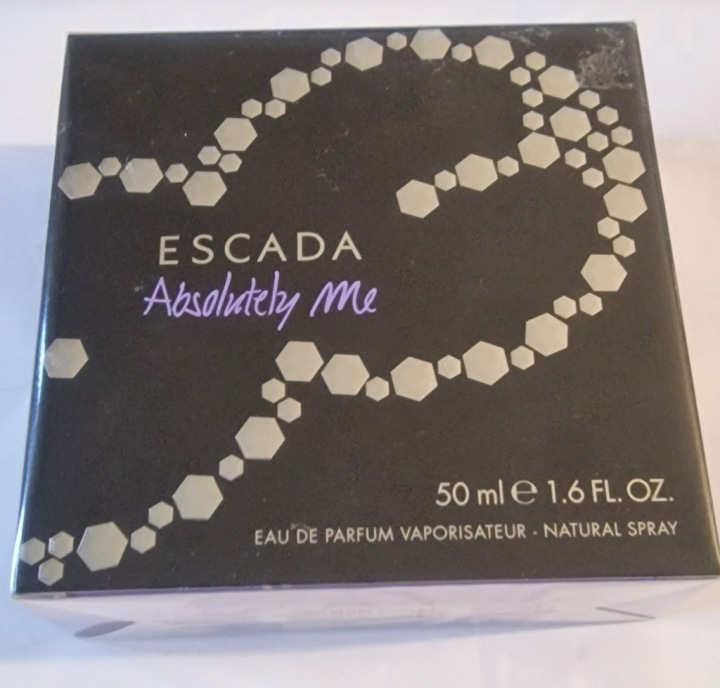 ESCADA
Absolutely Me
50 ml ℮ 1.6 FL. OZ.
EAU DE PARFUM VAPORISATEUR - NATURAL SPRAY